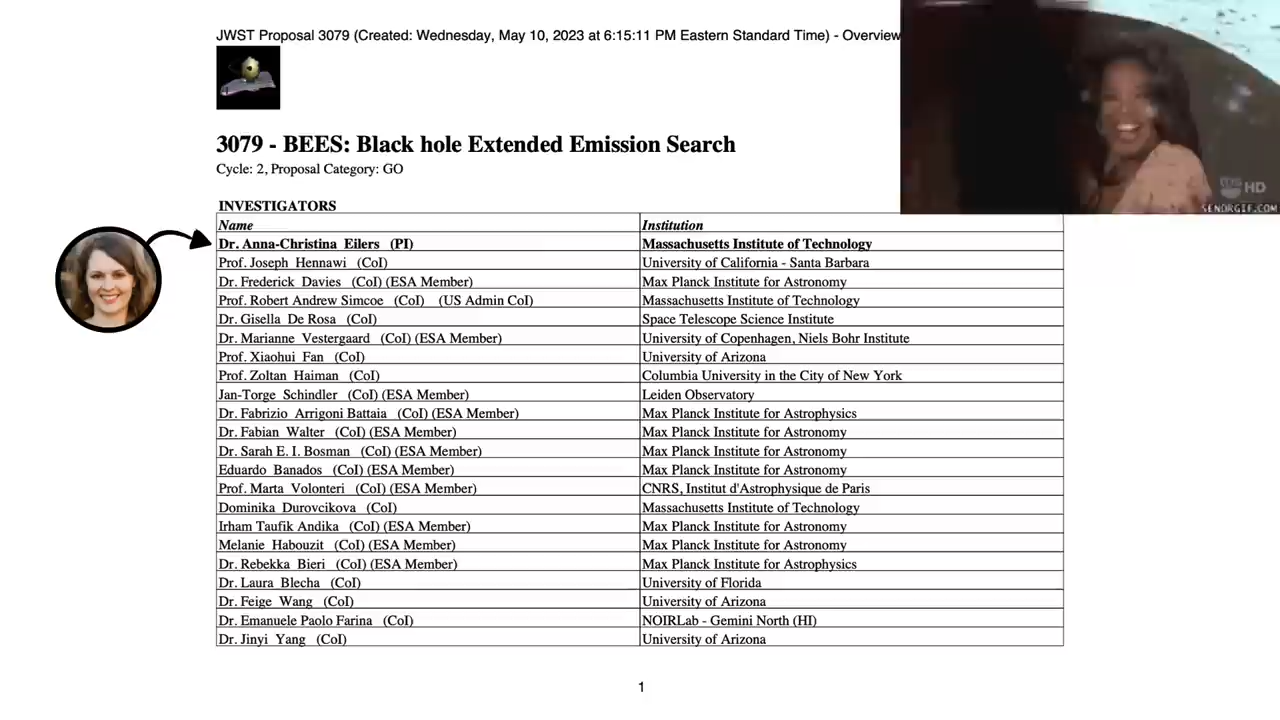 JWST Proposal 3079 (Created: Wednesday, May 10, 2023 at 6:15:11 PM Eastern Standard Time) - Overview
3079 - BEES: Black hole Extended Emission Search
Cycle: 2, Proposal Category: GO
INVESTIGATORS
Name Institution
Dr. Anna-Christina Eilers (PI) Massachusetts Institute of Technology
Prof. Joseph Hennawi (CoI) University of California - Santa Barbara
Dr. Frederick Davies (CoI) (ESA Member) Max Planck Institute for Astronomy
Prof. Robert Andrew Simcoe (CoI) (US Admin CoI) Massachusetts Institute of Technology
Dr. Gisella De Rosa (CoI) Space Telescope Science Institute
Dr. Marianne Vestergaard (CoI) (ESA Member) University of Copenhagen, Niels Bohr Institute
Prof. Xiaohui Fan (CoI) University of Arizona
Prof. Zoltan Haiman (CoI) Columbia University in the City of New York
Jan-Torge Schindler (CoI) (ESA Member) Leiden Observatory
Dr. Fabrizio Arrigoni Battaia (CoI) (ESA Member) Max Planck Institute for Astrophysics
Dr. Fabian Walter (CoI) (ESA Member) Max Planck Institute for Astronomy
Dr. Sarah E. I. Bosman (CoI) (ESA Member) Max Planck Institute for Astronomy
Eduardo Banados (CoI) (ESA Member) Max Planck Institute for Astronomy
Prof. Marta Volonteri (CoI) (ESA Member) CNRS, Institut d'Astrophysique de Paris
Dominika Durovcikova (CoI) Massachusetts Institute of Technology
Irham Taufik Andika (CoI) (ESA Member) Max Planck Institute for Astronomy
Melanie Habouzit (CoI) (ESA Member) Max Planck Institute for Astronomy
Dr. Rebekka Bieri (CoI) (ESA Member) Max Planck Institute for Astrophysics
Dr. Laura Blecha (CoI) University of Florida
Dr. Feige Wang (CoI) University of Arizona
Dr. Emanuele Paolo Farina (CoI) NOIRLab - Gemini North (HI)
Dr. Jinyi Yang (CoI) University of Arizona
1
HD
SENORGIF.COM